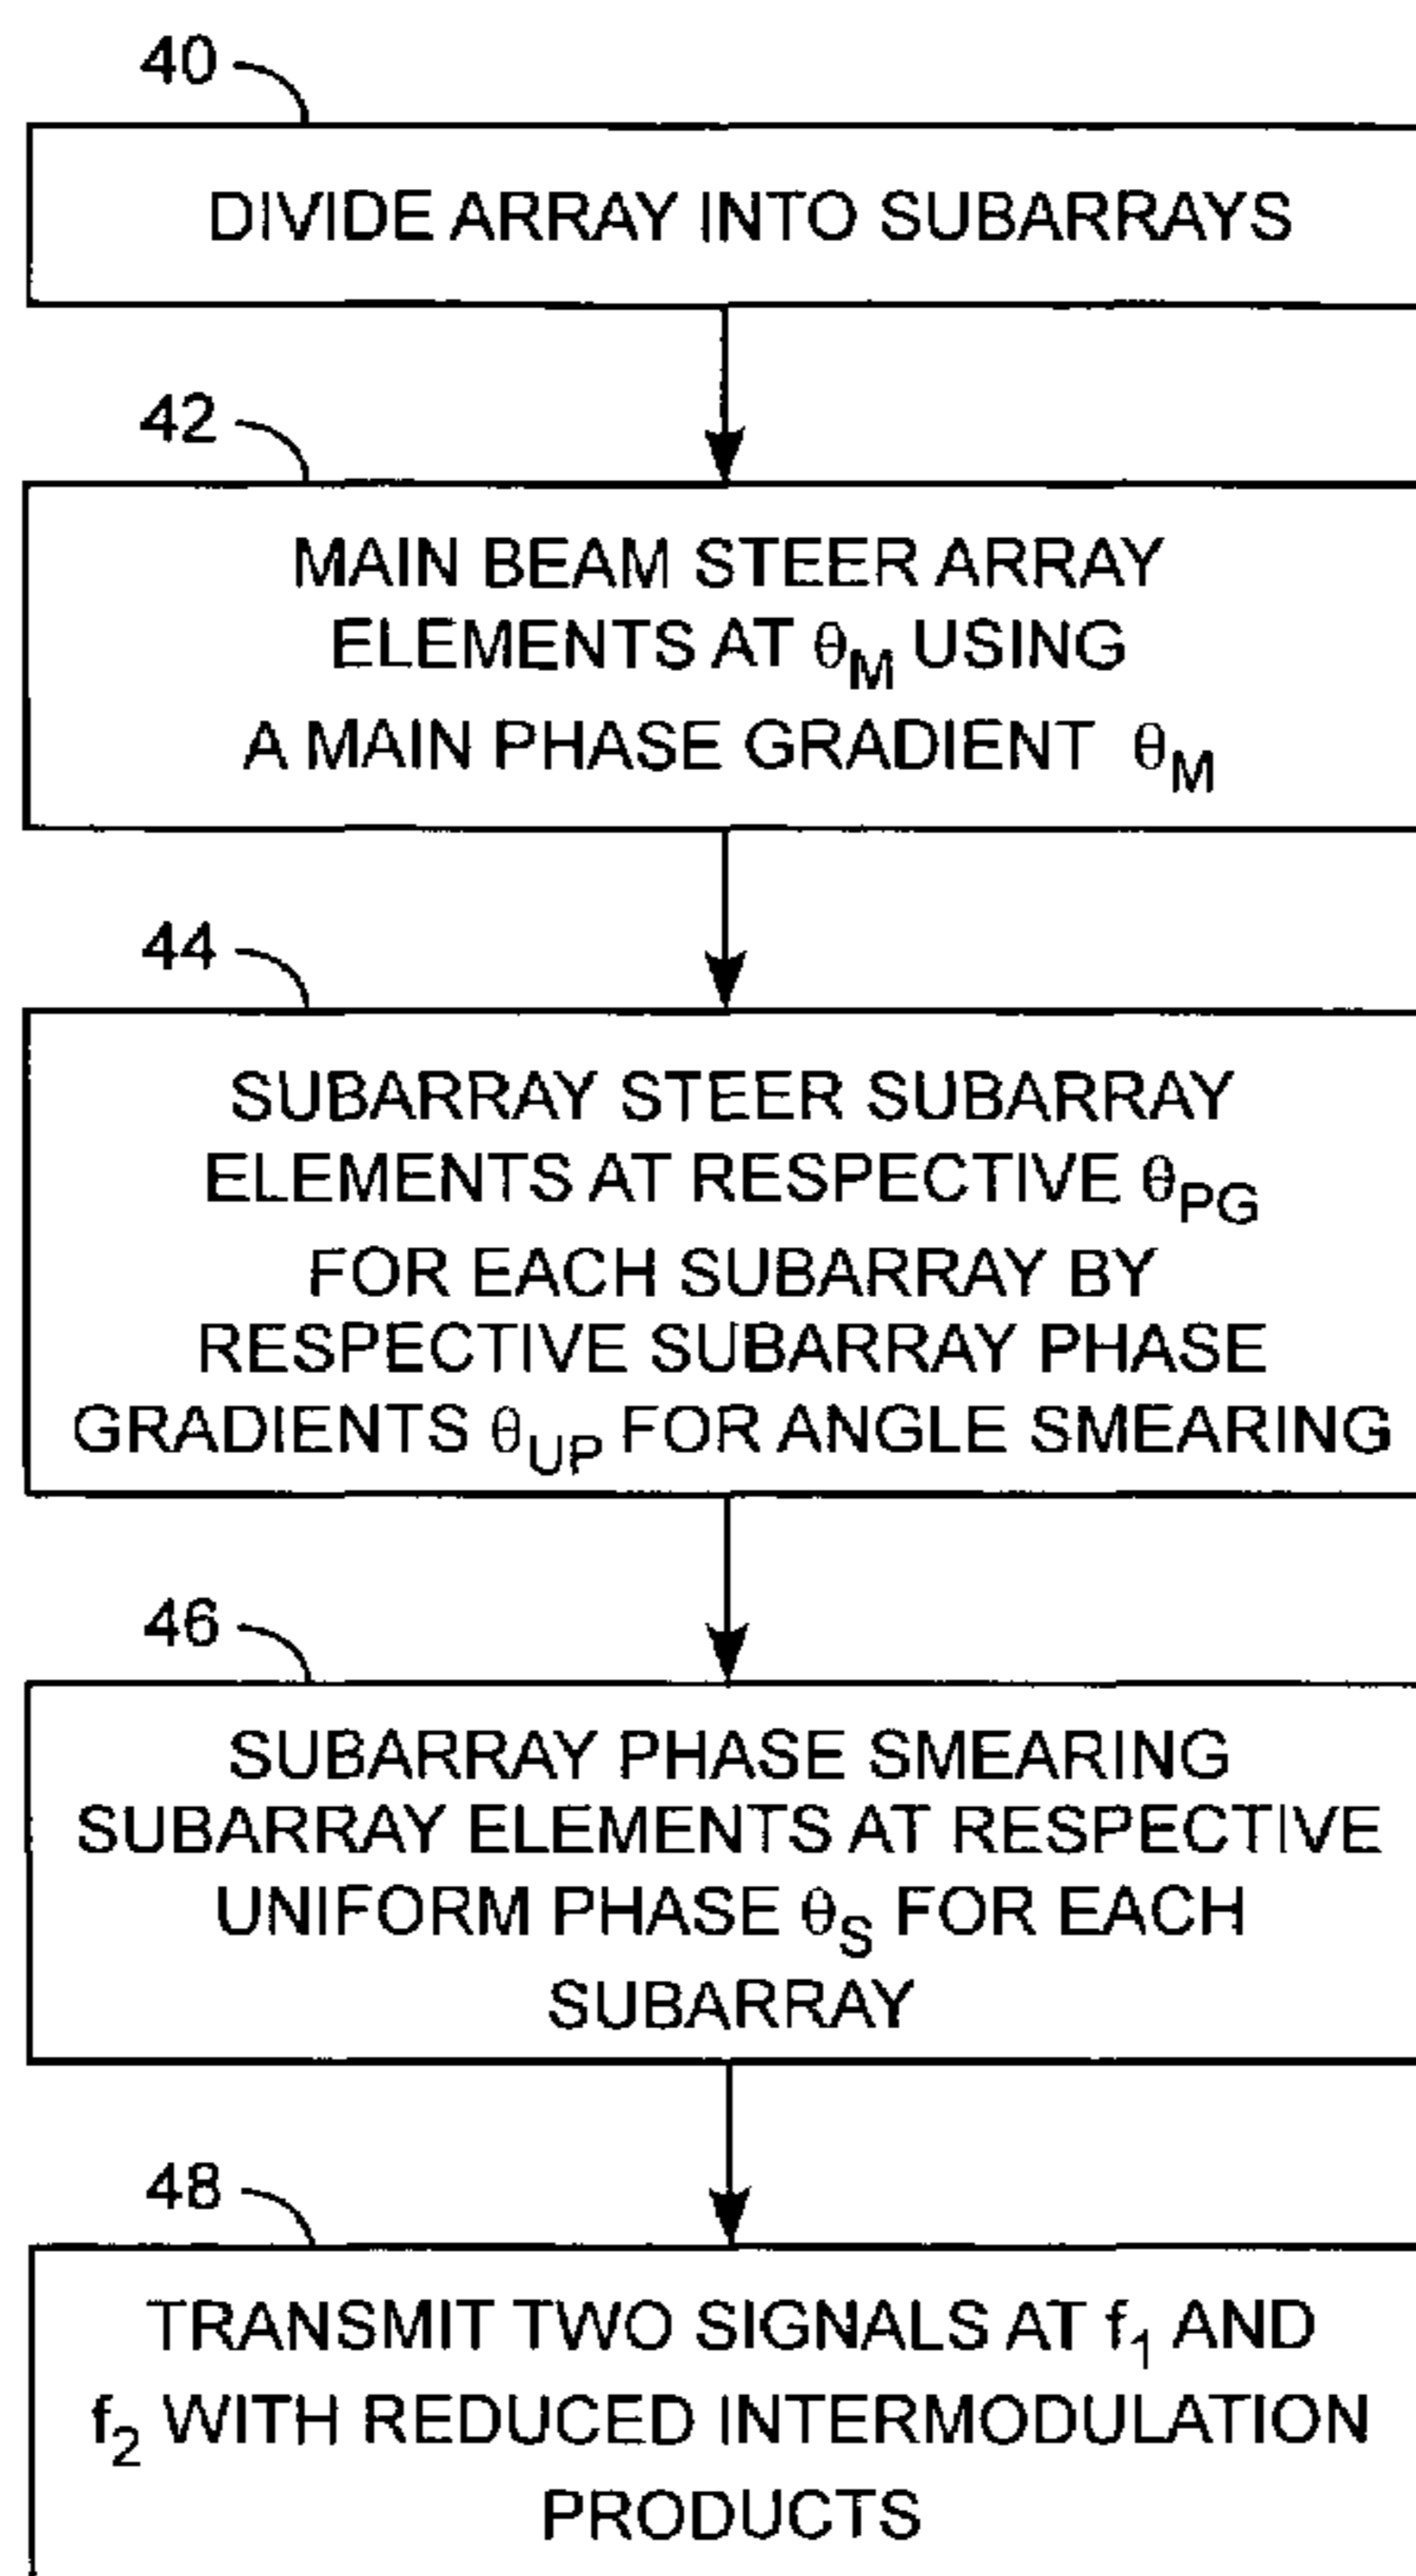 40
DIVIDE ARRAY INTO SUBARRAYS
42
MAIN BEAM STEER ARRAY
ELEMENTS AT θM USING
A MAIN PHASE GRADIENT θM
44
SUBARRAY STEER SUBARRAY
ELEMENTS AT RESPECTIVE θPG
FOR EACH SUBARRAY BY
RESPECTIVE SUBARRAY PHASE
GRADIENTS θUP FOR ANGLE SMEARING
46
SUBARRAY PHASE SMEARING
SUBARRAY ELEMENTS AT RESPECTIVE
UNIFORM PHASE θS FOR EACH
SUBARRAY
48
TRANSMIT TWO SIGNALS AT f1 AND
f2 WITH REDUCED INTERMODULATION
PRODUCTS